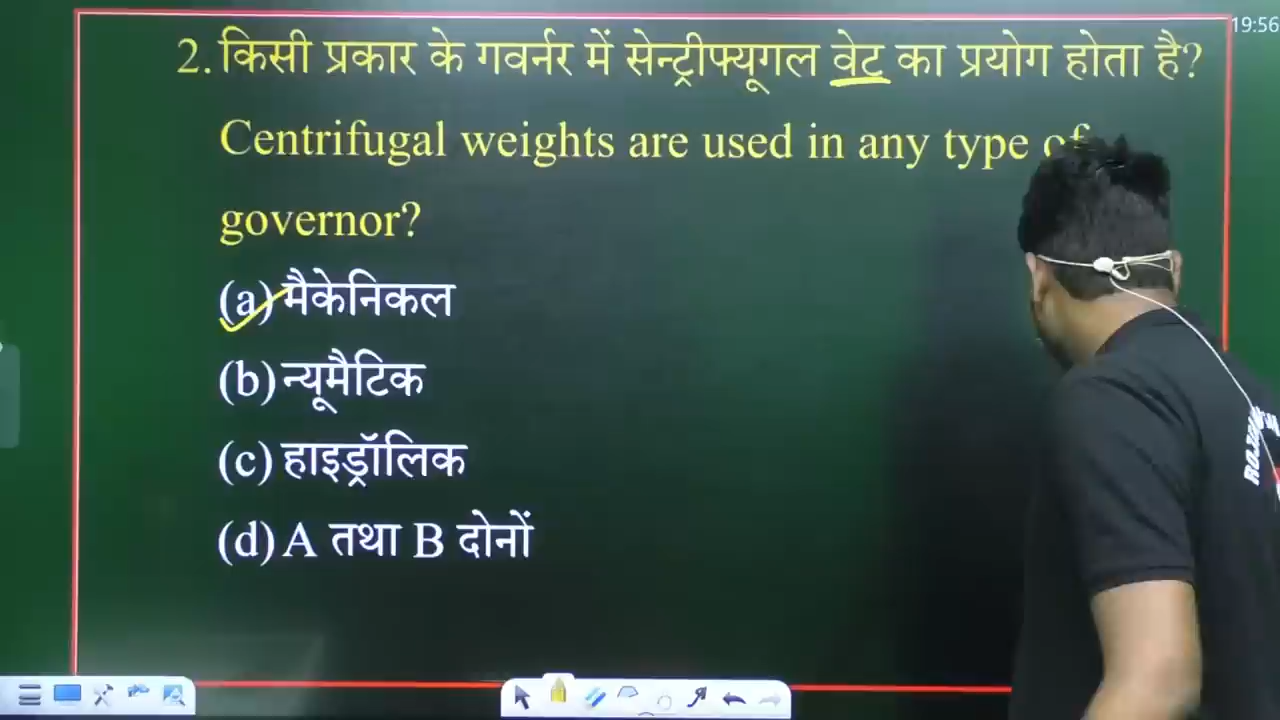 19:56
2. किसी प्रकार के गवर्नर में सेन्ट्रीफ्यूगल वेट का प्रयोग होता है?
Centrifugal weights are used in any type of
governor?
(a) मैकेनिकल
(b) न्यूमैटिक
(c) हाइड्रॉलिक
(d) A तथा B दोनों